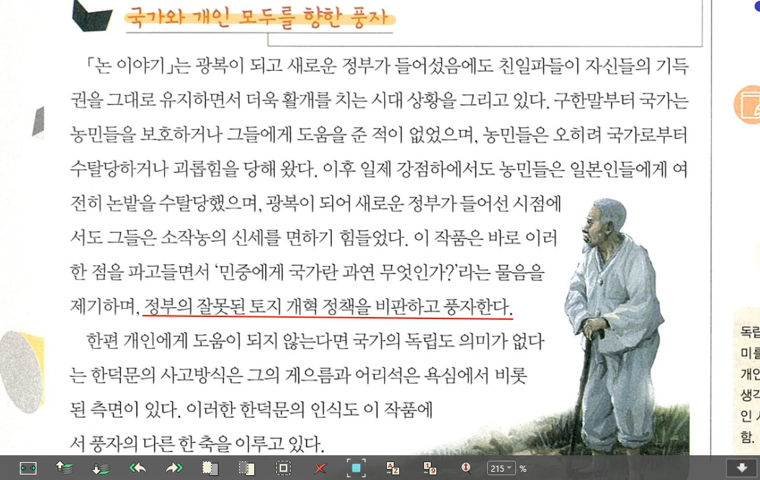 국가와 개인 모두를 향한 풍자
「논 이야기」는 광복이 되고 새로운 정부가 들어섰음에도 친일파들이 자신들의 기득
권을 그대로 유지하면서 더욱 활개를 치는 시대 상황을 그리고 있다. 구한말부터 국가는
농민들을 보호하거나 그들에게 도움을 준 적이 없었으며, 농민들은 오히려 국가로부터
수탈당하거나 괴롭힘을 당해 왔다. 이후 일제 강점하에서도 농민들은 일본인들에게 여
전히 논밭을 수탈당했으며, 광복이 되어 새로운 정부가 들어선 시점에
서도 그들은 소작농의 신세를 면하기 힘들었다. 이 작품은 바로 이러
한 점을 파고들면서 ‘민중에게 국가란 과연 무엇인가?’라는 물음을
제기하며, 정부의 잘못된 토지 개혁 정책을 비판하고 풍자한다.
한편 개인에게 도움이 되지 않는다면 국가의 독립도 의미가 없다
는 한덕문의 사고방식은 그의 게으름과 어리석은 욕심에서 비롯
된 측면이 있다. 이러한 한덕문의 인식도 이 작품에
서 풍자의 다른 한 축을 이루고 있다.
독립
미를
개인
생각
인 
함.
215 %